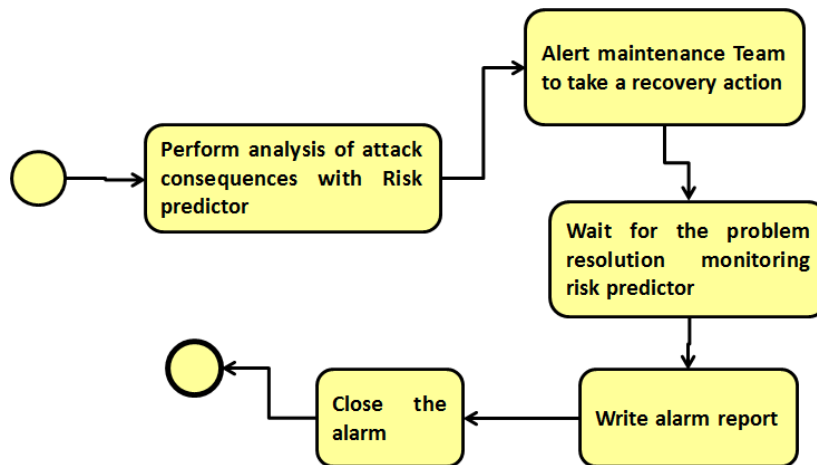 Alert maintenance Team
to take a recovery action
Perform analysis of attack
consequences with Risk
predictor
Wait for the problem
resolution monitoring
risk predictor
Write alarm report
Close the
alarm